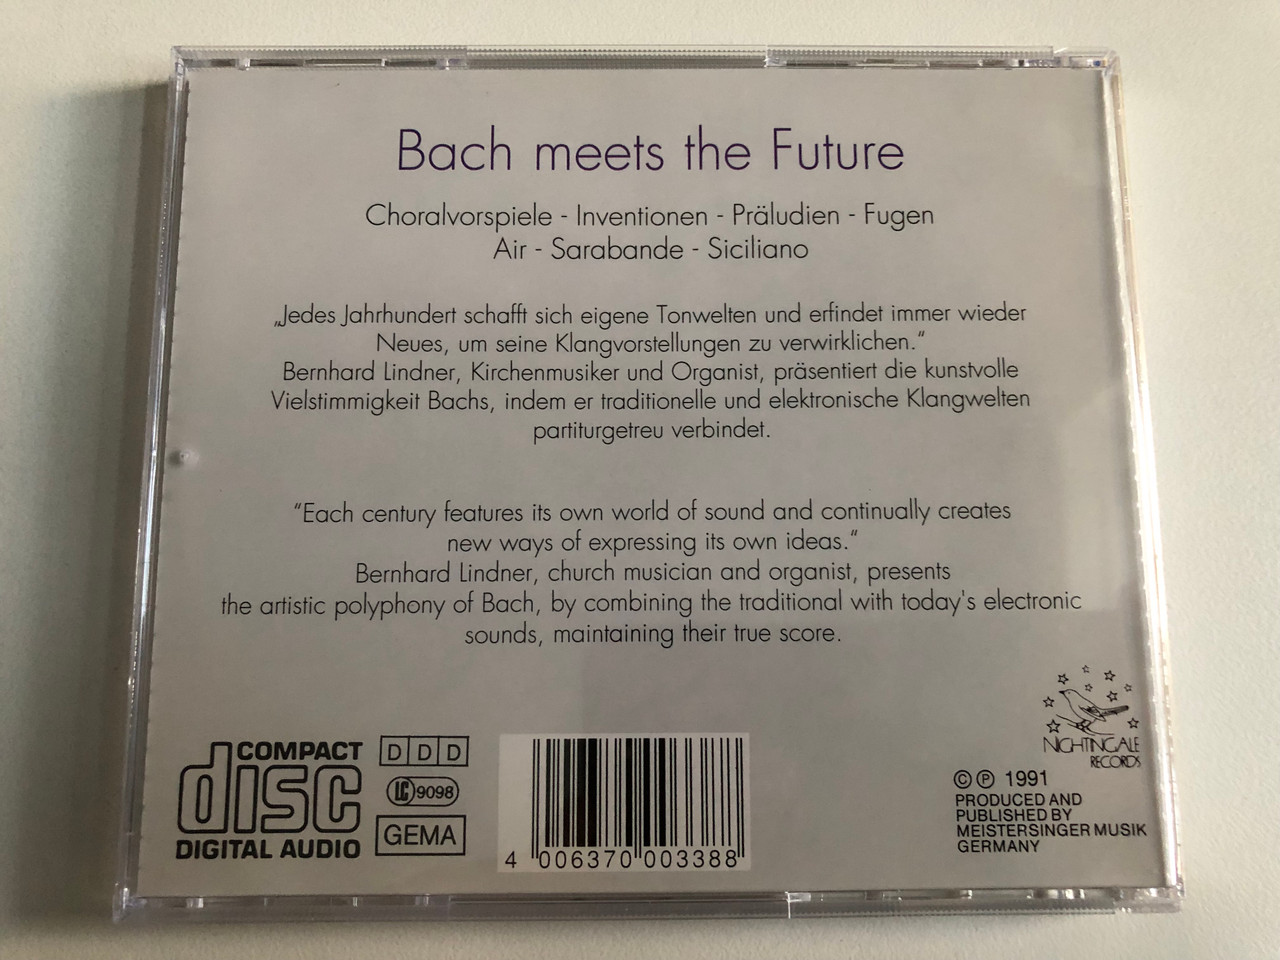 Bach meets the Future
Choralvorspiele - Inventionen - Präludien - Fugen
Air - Sarabande - Siciliano
„Jedes Jahrhundert schafft sich eigene Tonwelten und erfindet immer wieder
Neues, um seine Klangvorstellungen zu verwirklichen.“
Bernhard Lindner, Kirchenmusiker und Organist, präsentiert die kunstvolle
Vielstimmigkeit Bachs, indem er traditionelle und elektronische Klangwelten
partiturgetreu verbindet.
“Each century features its own world of sound and continually creates
new ways of expressing its own ideas.“
Bernhard Lindner, church musician and organist, presents
the artistic polyphony of Bach, by combining the traditional with today's electronic
sounds, maintaining their true score.
COMPACT
disc
DIGITAL AUDIO
DDD
LC 9098
GEMA
4 006370 003388
NIGHTINGALE
RECORDS
© ℗ 1991
PRODUCED AND
PUBLISHED BY
MEISTERSINGER MUSIK
GERMANY